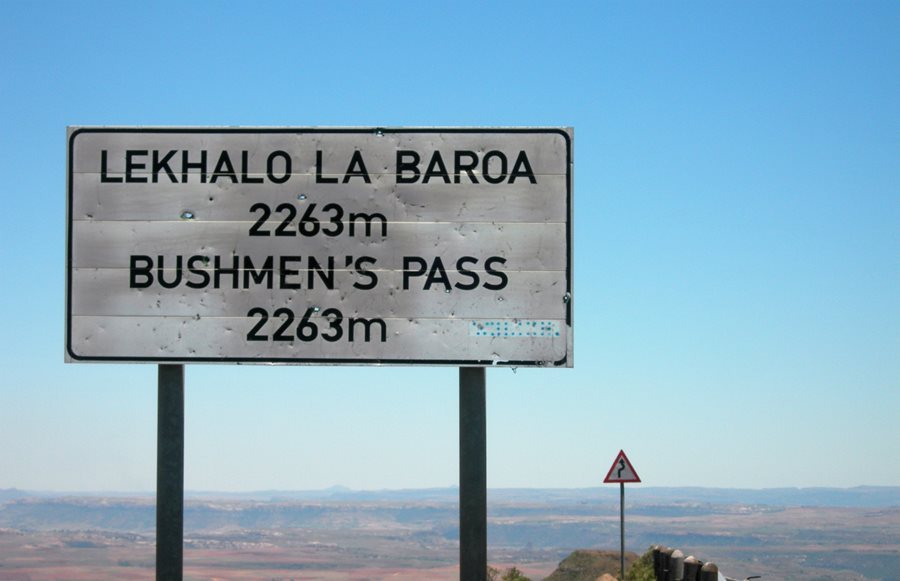 LEKHALO LA BAROA
2263m
BUSHMEN'S PASS
2263m